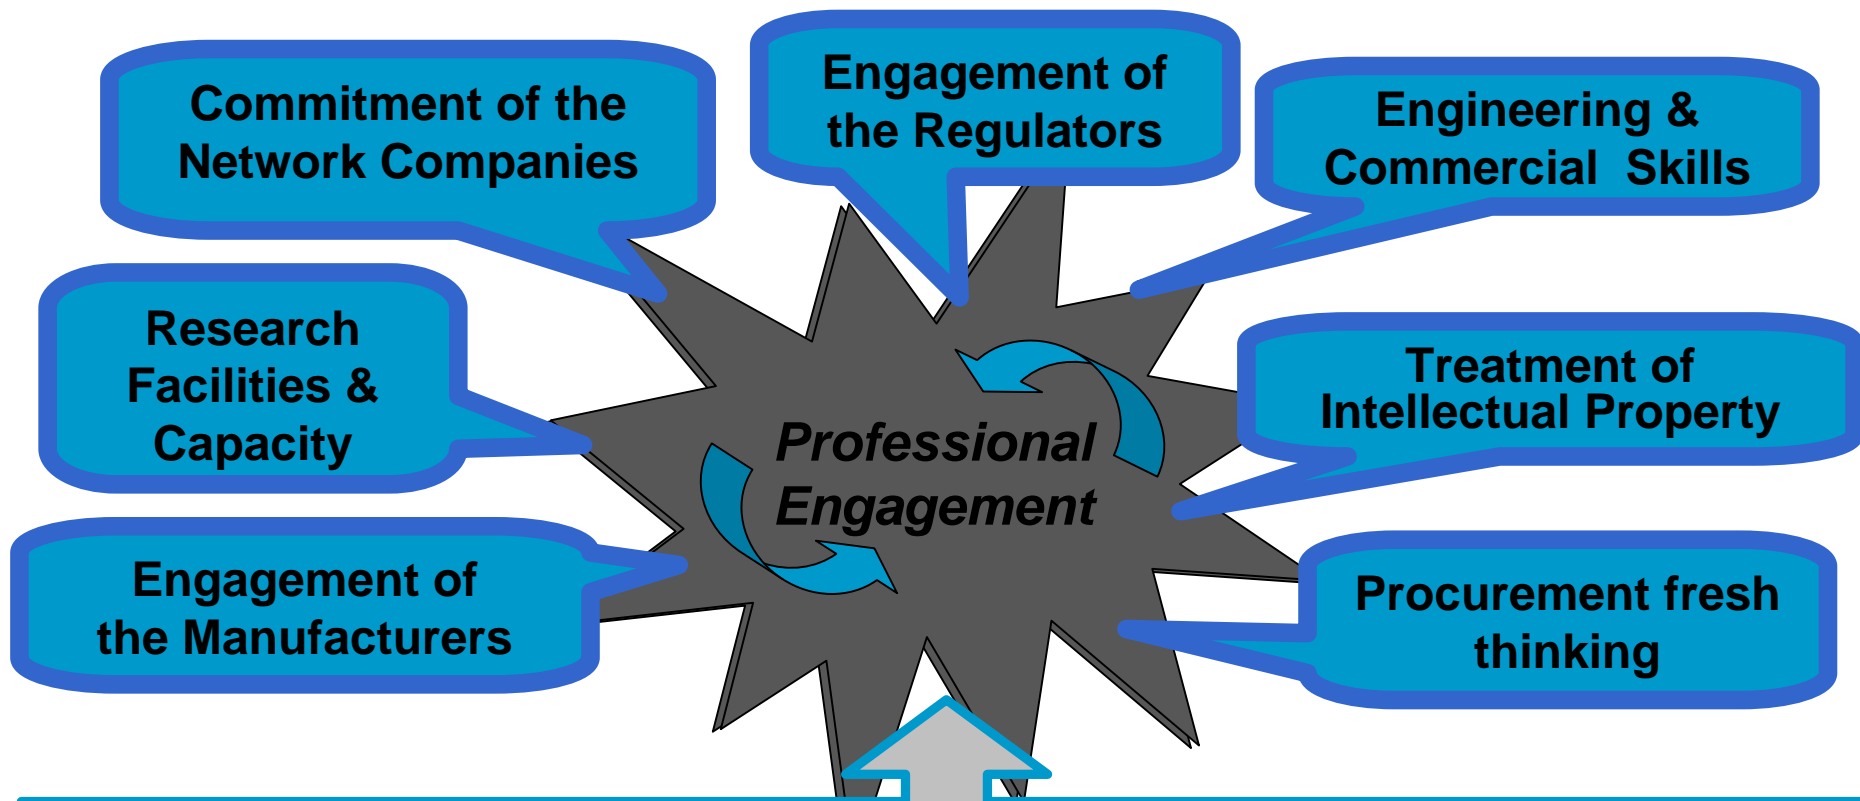 Commitment of the
Network Companies
Engagement of
the Regulators
Engineering &
Commercial  Skills
Research
Facilities &
Capacity
Professional
Engagement
Treatment of
Intellectual Property
Engagement of
the Manufacturers
Procurement fresh
thinking